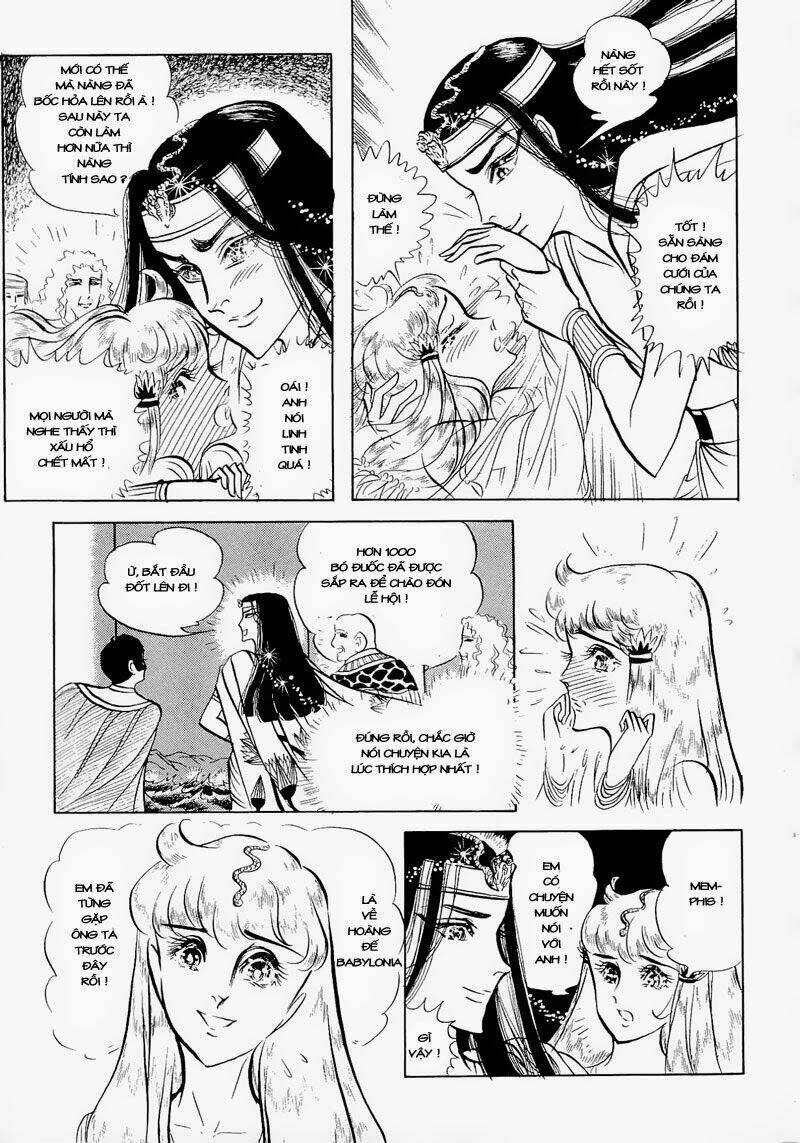 NÀNG
HẾT SỐT
RỒI NÀY !
TỐT !
SẴN SÀNG
CHO ĐÁM
CƯỚI CỦA
CHÚNG TA
RỒI !
ĐỪNG
LÀM
THẾ !
MỚI CÓ THẾ
MÀ NÀNG ĐÃ
BỐC HỎA LÊN RỒI À !
SAU NÀY TA
CÒN LÀM
HƠN NỮA THÌ
NÀNG
TÍNH SAO ?
OÁI !
ANH
NÓI
LINH
TINH
QUÁ !
MỌI NGƯỜI MÀ
NGHE THẤY THÌ
XẤU HỔ
CHẾT MẤT !
HƠN 1000
BÓ ĐUỐC ĐÃ ĐƯỢC
SẮP RA ĐỂ CHÀO ĐÓN
LỄ HỘI !
Ừ, BẮT ĐẦU
ĐỐT LÊN ĐI !
ĐÚNG RỒI, CHẮC GIỜ
NÓI CHUYỆN KIA LÀ
LÚC THÍCH HỢP NHẤT !
MEM-
PHIS !
EM
CÓ
CHUYỆN
MUỐN
NÓI
VỚI
ANH !
GÌ
VẬY !
LÀ
VỀ
HOÀNG
ĐẾ
BABYLONIA
EM ĐÃ
TỪNG
GẶP
ÔNG TA
TRƯỚC
ĐÂY
RỒI !